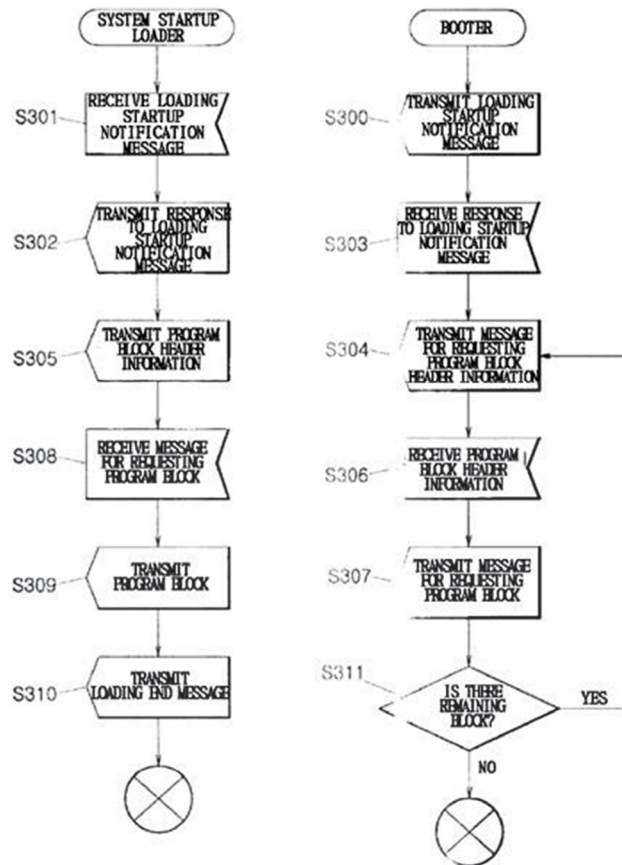 SYSTEM STARTUP
LOADER
S301
RECEIVE LOADING
STARTUP
NOTIFICATION
MESSAGE
S302
TRANSMIT RESPONSE
TO LOADING
STARTUP
NOTIFICATION
MESSAGE
S305
TRANSMIT PROGRAM
BLOCK HEADER
INFORMATION
S308
RECEIVE MESSAGE
FOR REQUESTING
PROGRAM BLOCK
S309
TRANSMIT
PROGRAM BLOCK
S310
TRANSMIT
LOADING END MESSAGE
BOOTER
S300
TRANSMIT LOADING
STARTUP
NOTIFICATION
MESSAGE
S303
RECEIVE RESPONSE
TO LOADING STARTUP
NOTIFICATION
MESSAGE
S304
TRANSMIT MESSAGE
FOR REQUESTING
PROGRAM BLOCK
HEADER INFORMATION
S306
RECEIVE PROGRAM
BLOCK HEADER
INFORMATION
S307
TRANSMIT MESSAGE
FOR REQUESTING
PROGRAM BLOCK
S311
IS THERE
REMAINING
BLOCK?
YES
NO